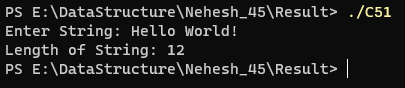 PS E:\DataStructure\Nehesh_45\Result> ./C51
Enter String: Hello World!
Length of String: 12
PS E:\DataStructure\Nehesh_45\Result>